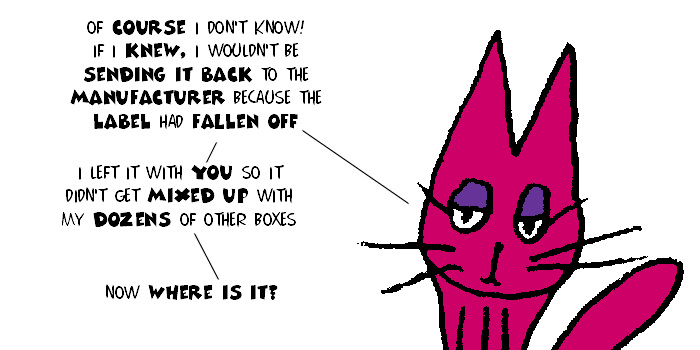 OF COURSE I DON'T KNOW!
IF I KNEW, I WOULDN'T BE
SENDING IT BACK TO THE
MANUFACTURER BECAUSE THE
LABEL HAD FALLEN OFF
I LEFT IT WITH YOU SO IT
DIDN'T GET MIXED UP WITH
MY DOZENS OF OTHER BOXES
NOW WHERE IS IT?